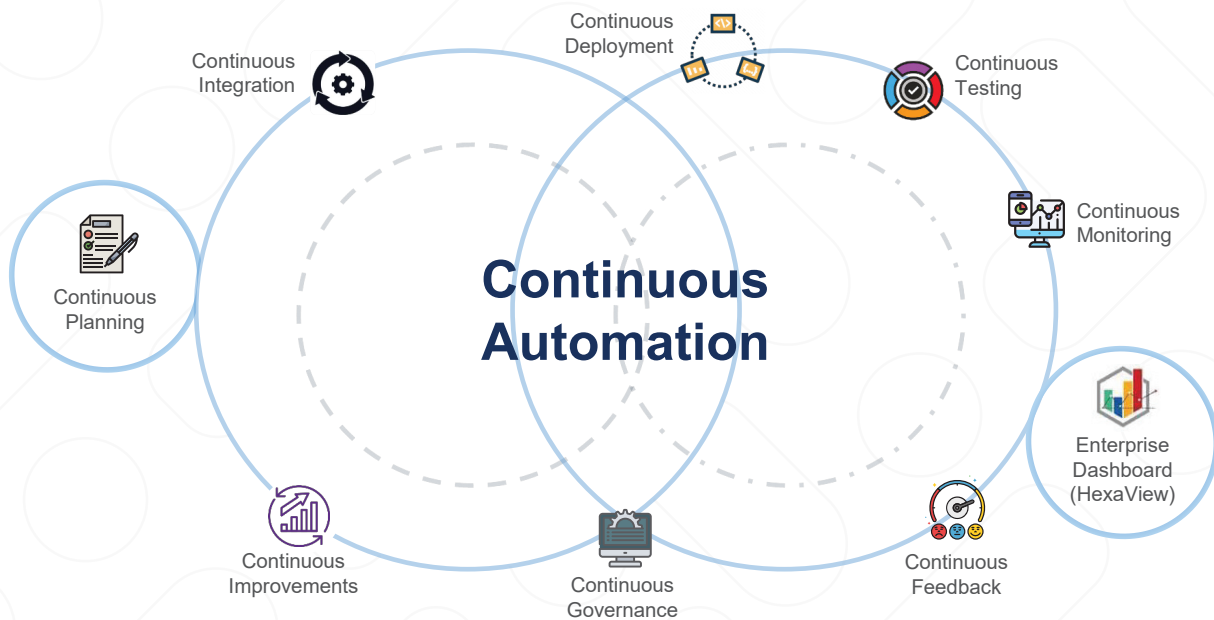 Continuous
Deployment
Continuous
Integration
Continuous
Testing
Continuous
Monitoring
Continuous
Planning
Continuous
Automation
Enterprise
Dashboard
(HexaView)
Continuous
Improvements
Continuous
Governance
Continuous
Feedback